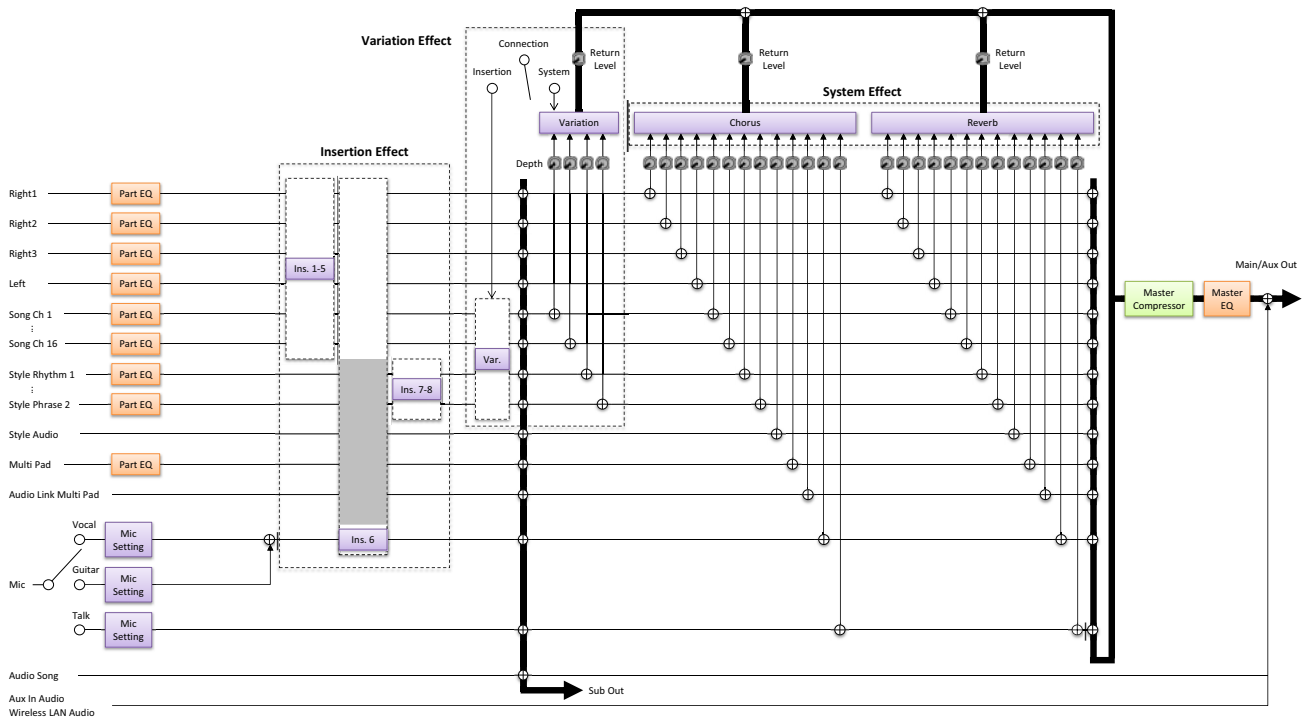 Variation Effect
Connection
Insertion
System
Return
Level
Return
Level
Return
Level
System Effect
Variation
Chorus
Reverb
Insertion Effect
Depth
Right1
Part EQ
Right2
Part EQ
Right3
Part EQ
Ins. 1-5
Left
Part EQ
Main/Aux Out
Master
Compressor
Master
EQ
Song Ch 1
Part EQ
Song Ch 16
Part EQ
Var.
Style Rhythm 1
Part EQ
Ins. 7-8
Style Phrase 2
Part EQ
Style Audio
Multi Pad
Part EQ
Audio Link Multi Pad
Vocal
Mic
Setting
Ins. 6
Mic
Guitar
Mic
Setting
Talk
Mic
Setting
Audio Song
Sub Out
Aux In Audio
Wireless LAN Audio